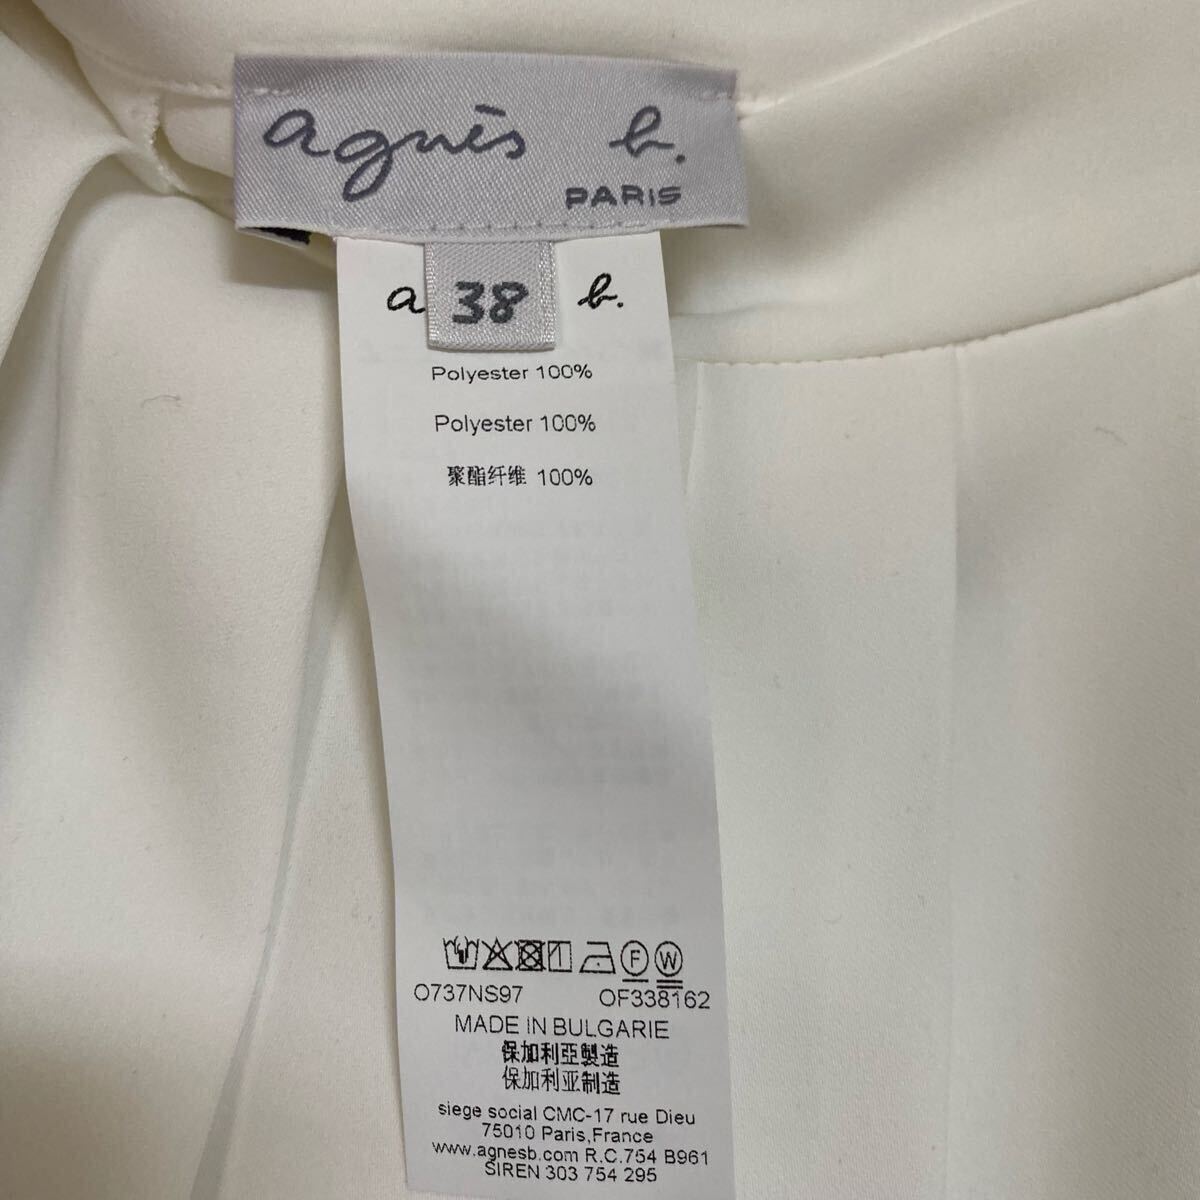 agnès b.
PARIS
a 38 b.
Polyester 100%
Polyester 100%
聚酯纤维 100%
F W
O737NS97 OF338162
MADE IN BULGARIE
保加利亞製造
保加利亚制造
siege social CMC-17 rue Dieu
75010 Paris,France
www.agnesb.com R.C.754 B961
SIREN 303 754 295